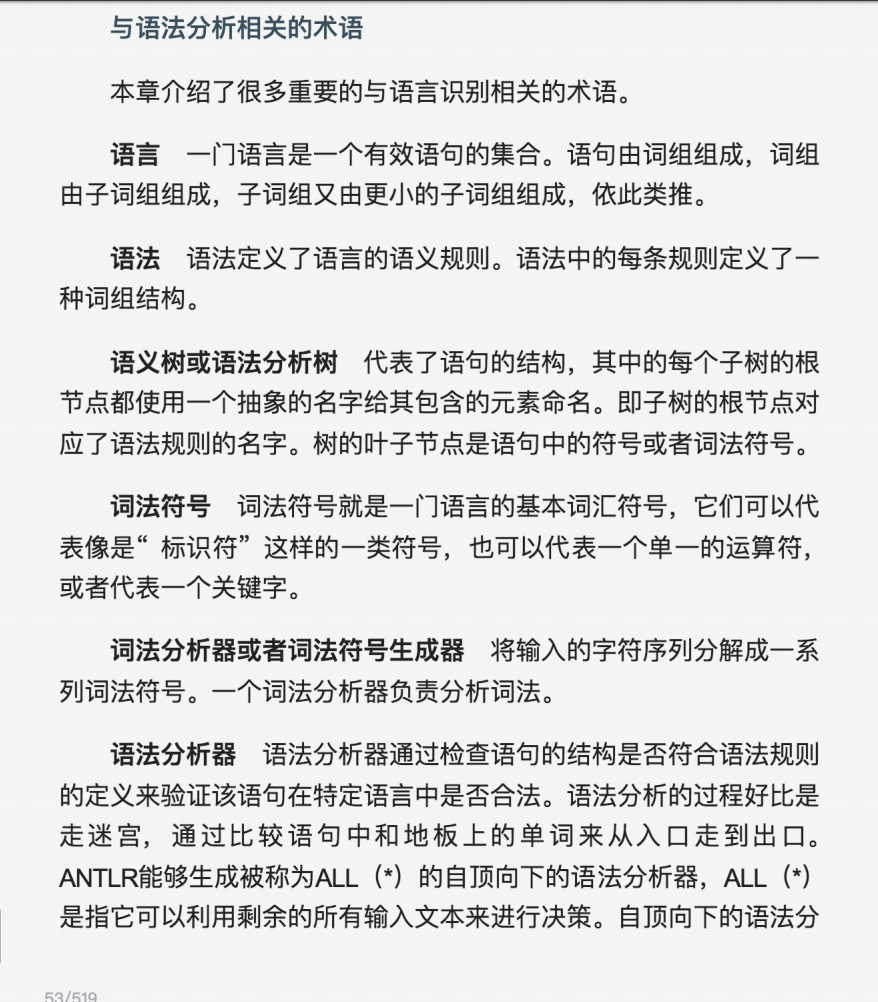 与语法分析相关的术语
本章介绍了很多重要的与语言识别相关的术语。
语言　一门语言是一个有效语句的集合。语句由词组组成，词组
由子词组组成，子词组又由更小的子词组组成，依此类推。
语法　语法定义了语言的语义规则。语法中的每条规则定义了一
种词组结构。
语义树或语法分析树　代表了语句的结构，其中的每个子树的根
节点都使用一个抽象的名字给其包含的元素命名。即子树的根节点对
应了语法规则的名字。树的叶子节点是语句中的符号或者词法符号。
词法符号　词法符号就是一门语言的基本词汇符号，它们可以代
表像是“ 标识符”这样的一类符号，也可以代表一个单一的运算符，
或者代表一个关键字。
词法分析器或者词法符号生成器　将输入的字符序列分解成一系
列词法符号。一个词法分析器负责分析词法。
语法分析器　语法分析器通过检查语句的结构是否符合语法规则
的定义来验证该语句在特定语言中是否合法。语法分析的过程好比是
走迷宫，通过比较语句中和地板上的单词来从入口走到出口。
ANTLR能够生成被称为ALL（*）的自顶向下的语法分析器，ALL（*）
是指它可以利用剩余的所有输入文本来进行决策。自顶向下的语法分
53/519